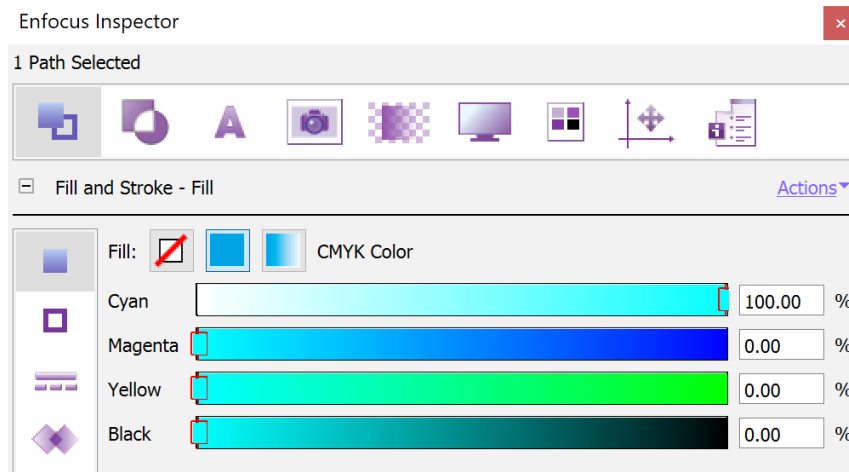 Enfocus Inspector
×
1 Path Selected
A
i
Fill and Stroke - Fill
Actions
Fill: CMYK Color
Cyan 100.00 %
Magenta 0.00 %
Yellow 0.00 %
Black 0.00 %